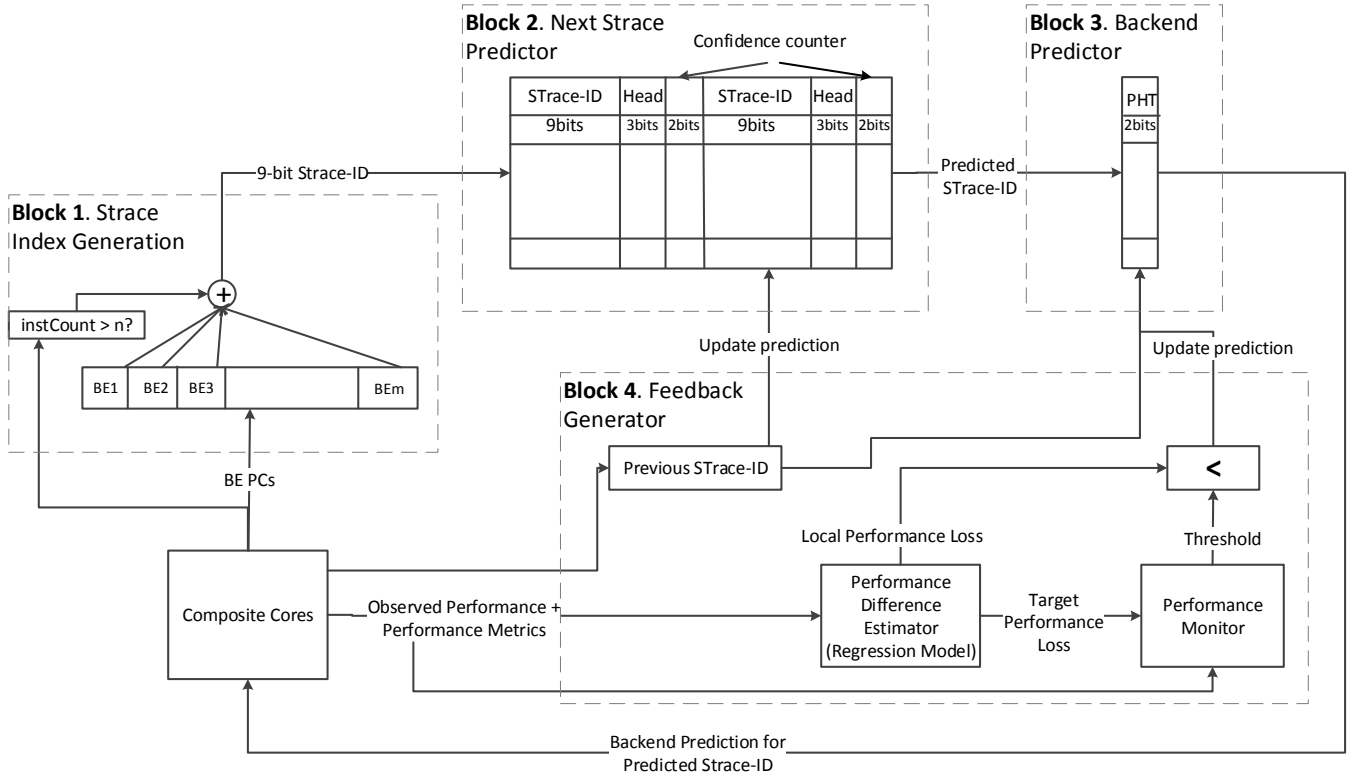 Block 2. Next Strace
Predictor
Confidence counter
STrace-ID Head STrace-ID Head
9bits 3bits 2bits 9bits 3bits 2bits
Block 3. Backend
Predictor
PHT
2bits
9-bit Strace-ID
Predicted
STrace-ID
Block 1. Strace
Index Generation
+
instCount > n?
BE1 BE2 BE3 BEm
BE PCs
Update prediction
Update prediction
Block 4. Feedback
Generator
Previous STrace-ID
<
Local Performance Loss
Threshold
Composite Cores
Observed Performance +
Performance Metrics
Performance
Difference
Estimator
(Regression Model)
Target
Performance
Loss
Performance
Monitor
Backend Prediction for
Predicted Strace-ID